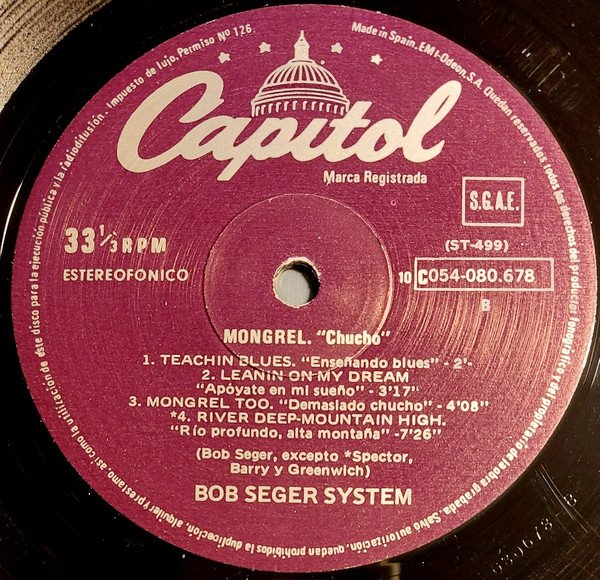 Made in Spain, EMI-Odeon, S.A. Quedan reservados todos los derechos del productor fonográfico y del propietario de la obra grabada. Salvo autorización, quedan prohibidos la duplicación, alquiler y préstamo, así como la utilización de éste disco para la ejecución pública y la radiodifusión - Impuesto de lujo, Permiso Nº 126.
Capitol
Marca Registrada
S.G.A.E.
33 1/3 RPM
ESTEREOFONICO
(ST-499)
10 C054-080.678
B
MONGREL. "Chucho"
1. TEACHIN BLUES. "Enseñando blues" - 2'-
2. LEANIN ON MY DREAM
"Apóyate en mi sueño" - 3'17"
3. MONGREL TOO. "Demasiado chucho" - 4'08"
*4. RIVER DEEP-MOUNTAIN HIGH.
"Río profundo, alta montaña" -7'26"
(Bob Seger, excepto *Spector,
Barry y Greenwich)
BOB SEGER SYSTEM